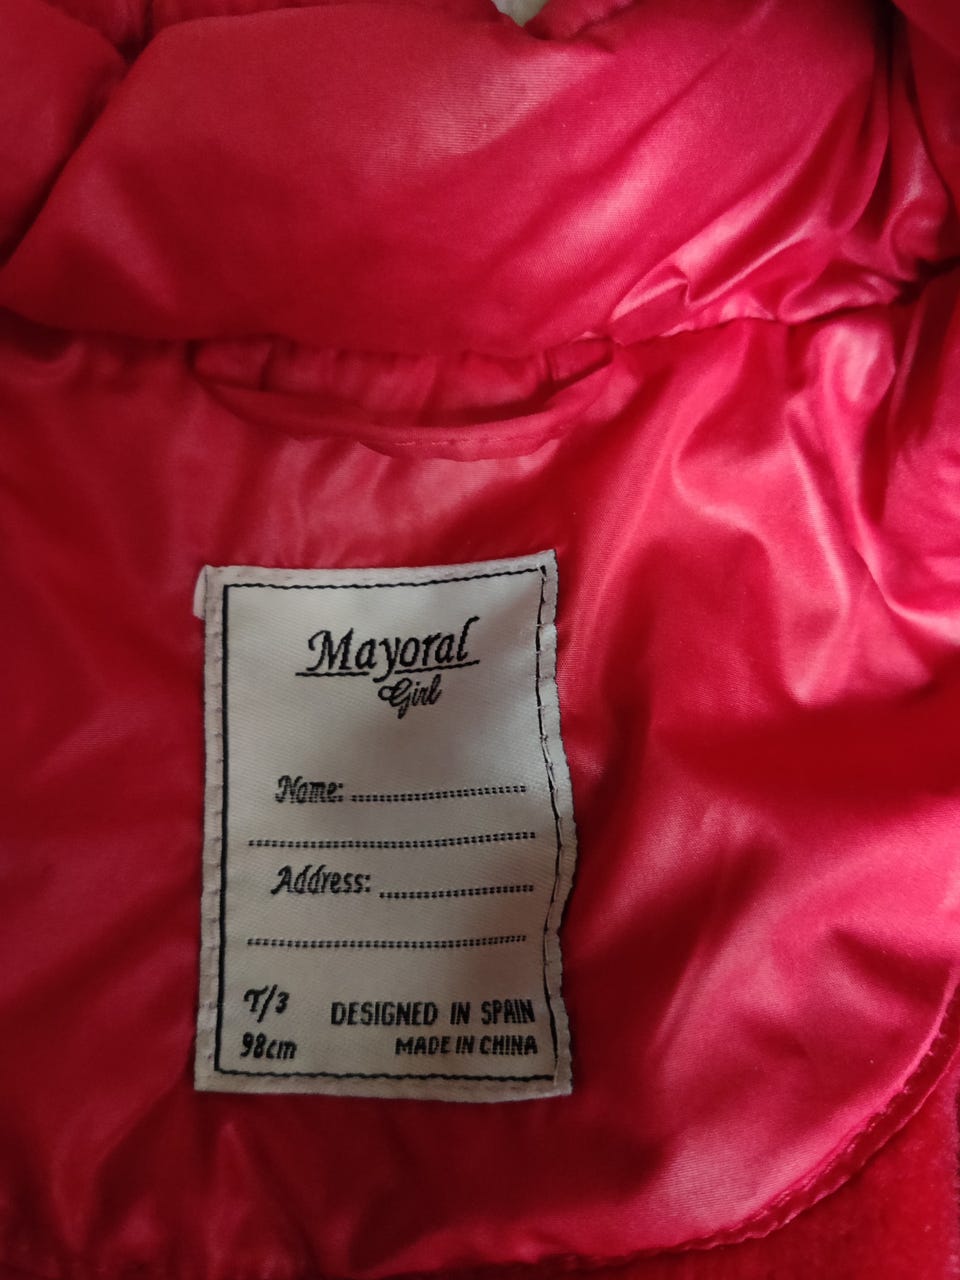 Mayoral
Girl
Name:
Address:
T/3
98cm
DESIGNED IN SPAIN
MADE IN CHINA